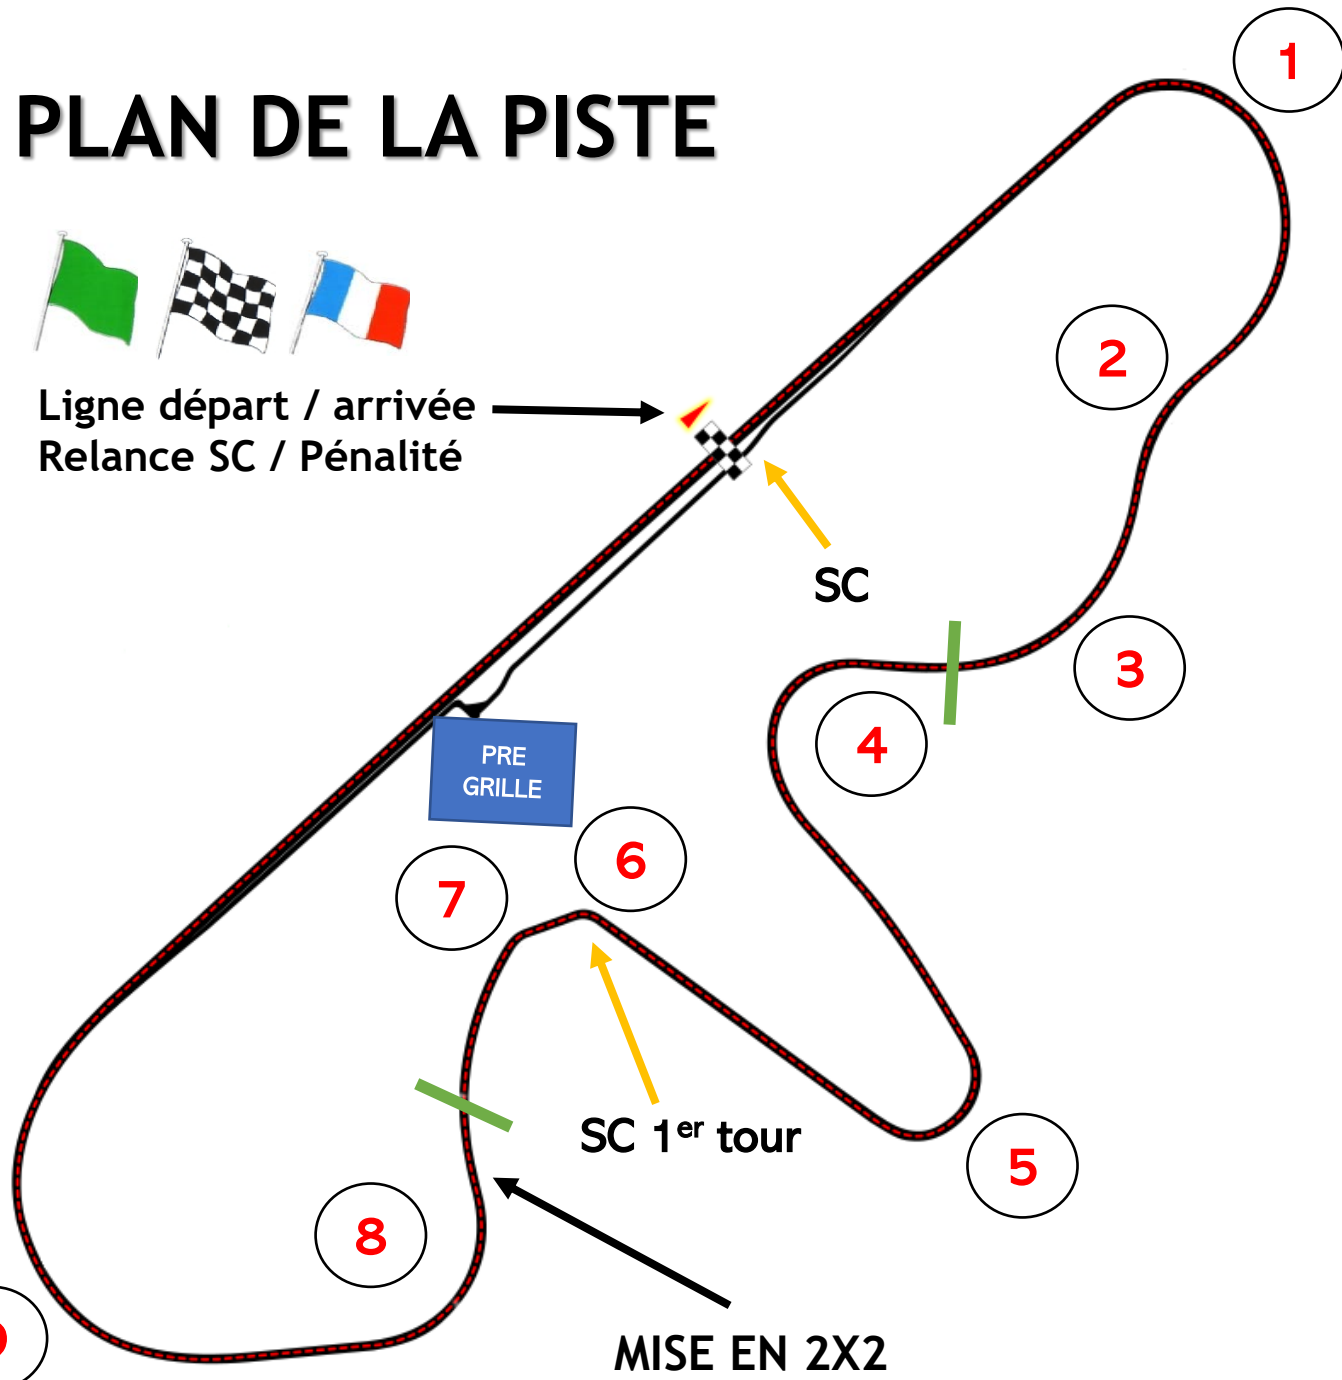 1
PLAN DE LA PISTE
2
Ligne départ / arrivée
Relance SC / Pénalité
SC
3
4
PRE
GRILLE
6
7
SC 1er tour
5
8
MISE EN 2X2